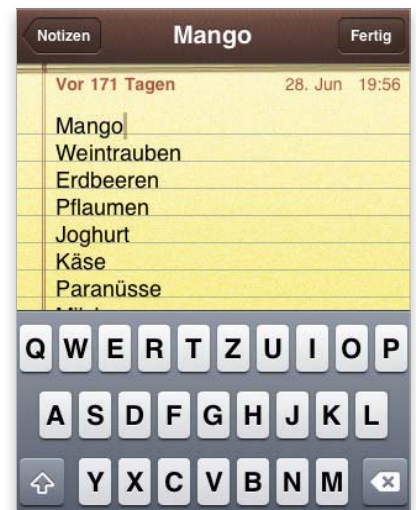 Notizen Mango Fertig
Vor 171 Tagen 28. Jun 19:56
Mango
Weintrauben
Erdbeeren
Pflaumen
Joghurt
Käse
Paranüsse
Q W E R T Z U I O P
A S D F G H J K L
Y X C V B N M